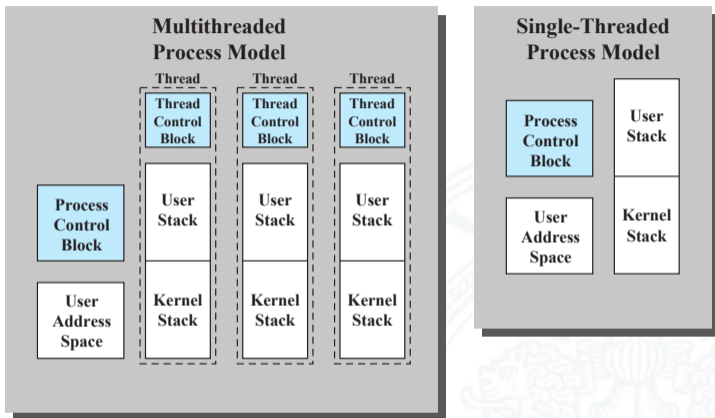 Multithreaded
Process Model
Thread
Thread
Thread
Thread
Control
Block
Thread
Control
Block
Thread
Control
Block
User
Stack
User
Stack
User
Stack
Process
Control
Block
Kernel
Stack
Kernel
Stack
Kernel
Stack
User
Address
Space
Single-Threaded
Process Model
Process
Control
Block
User
Stack
User
Address
Space
Kernel
Stack